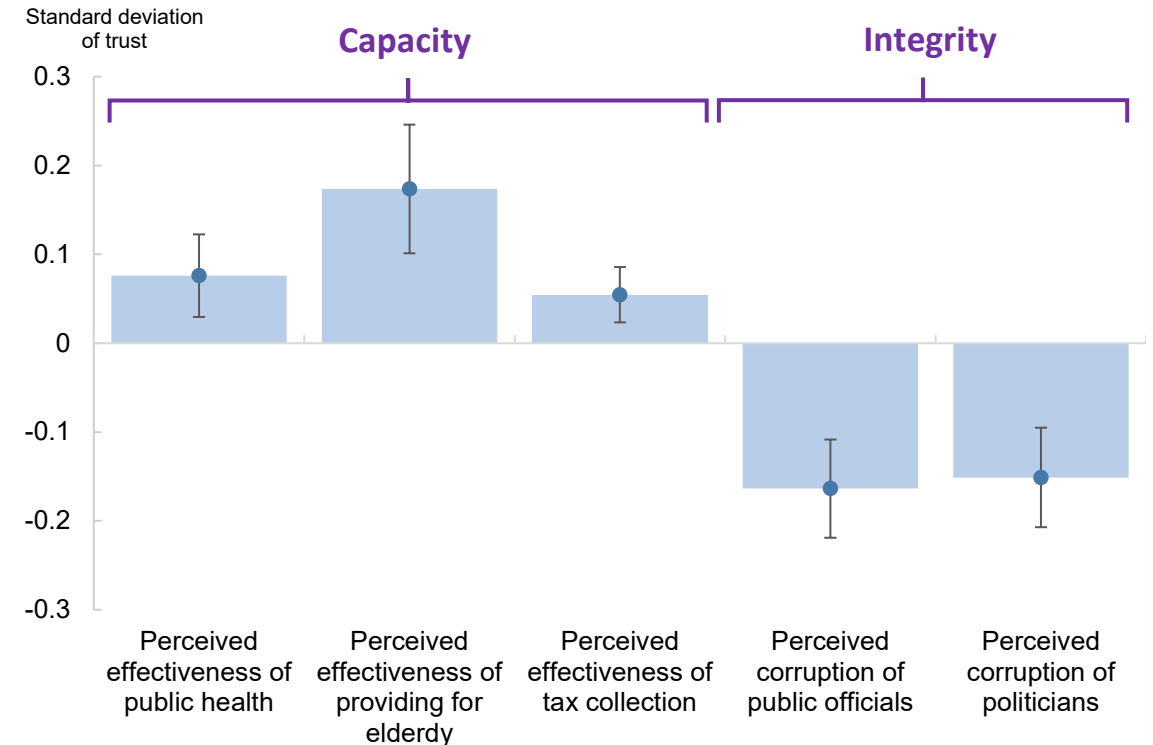 Standard deviation
of trust
Capacity
Integrity
0.3
0.2
0.1
0
-0.1
-0.2
-0.3
Perceived
effectiveness of
public health
Perceived
effectiveness of
providing for
elderdy
Perceived
effectiveness of
tax collection
Perceived
corruption of
public officials
Perceived
corruption of
politicians